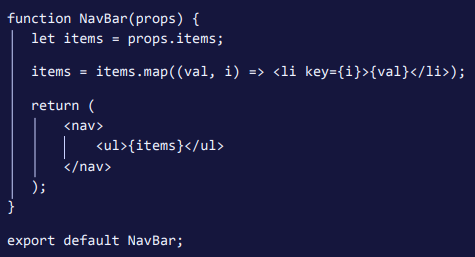 function NavBar(props) {
let items = props.items;
items = items.map((val, i) => <li key={i}>{val}</li>);
return (
<nav>
<ul>{items}</ul>
</nav>
);
}
export default NavBar;